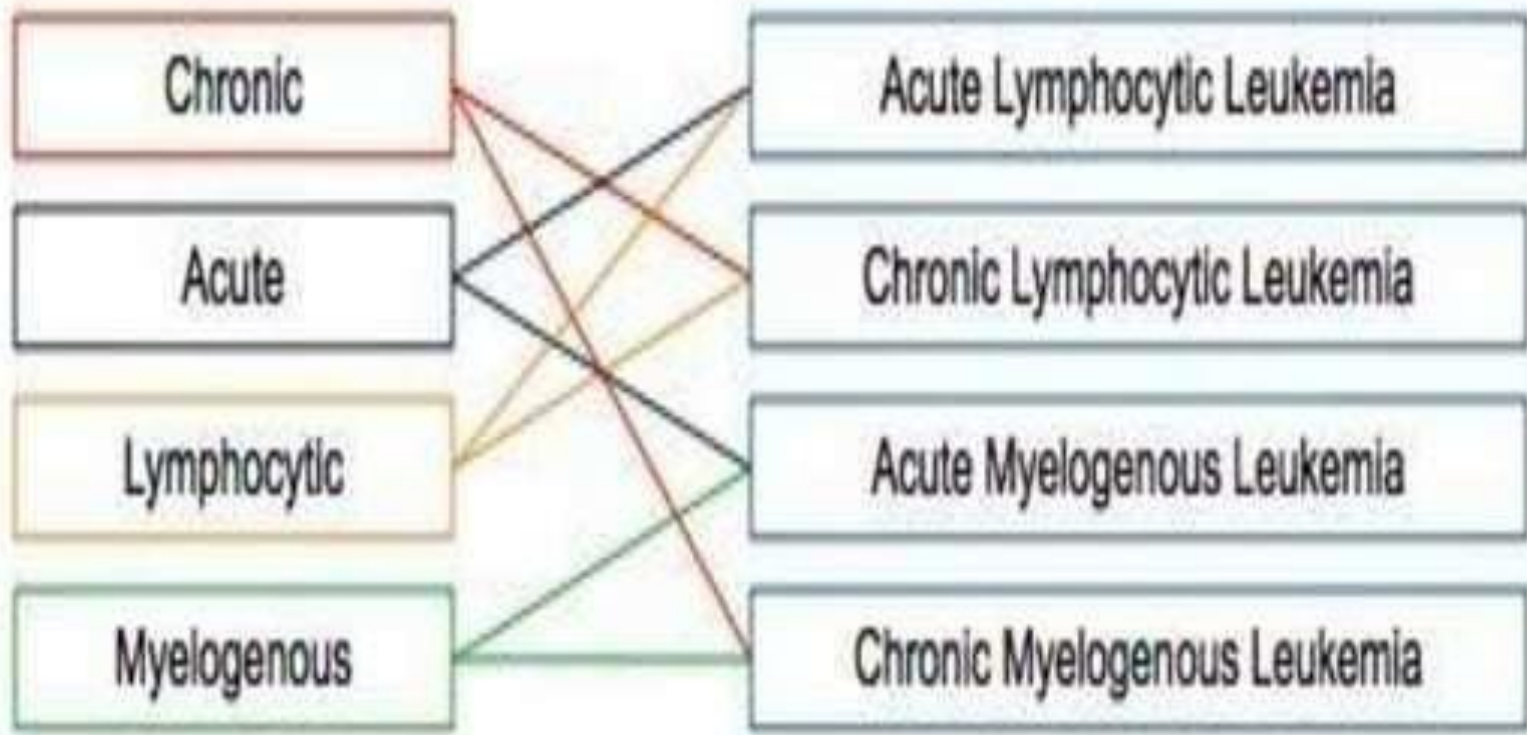 Chronic
Acute
Lymphocytic
Myelogenous
Acute Lymphocytic Leukemia
Chronic Lymphocytic Leukemia
Acute Myelogenous Leukemia
Chronic Myelogenous Leukemia